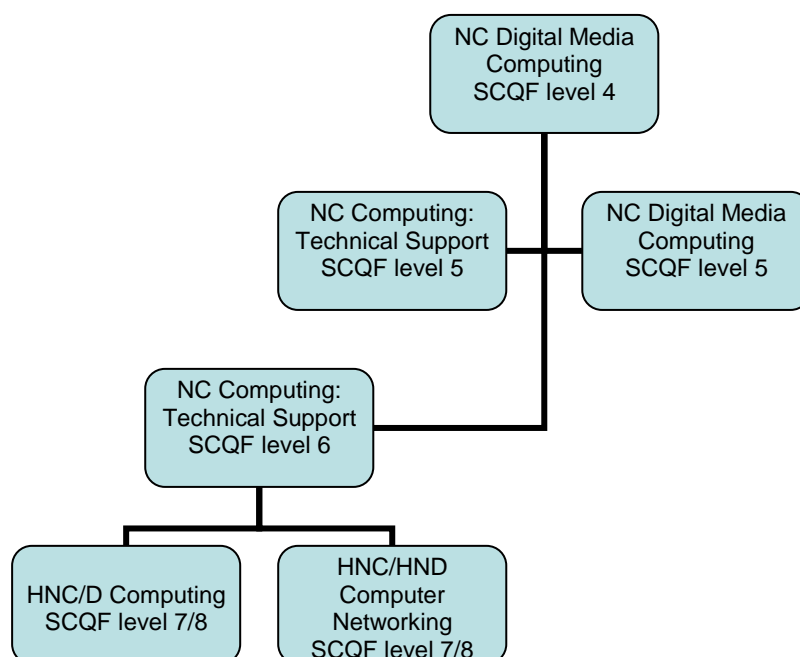 NC Digital Media
Computing
SCQF level 4
NC Computing:
Technical Support
SCQF level 5
NC Digital Media
Computing
SCQF level 5
NC Computing:
Technical Support
SCQF level 6
HNC/D Computing
SCQF level 7/8
HNC/HND
Computer
Networking
SCQF level 7/8